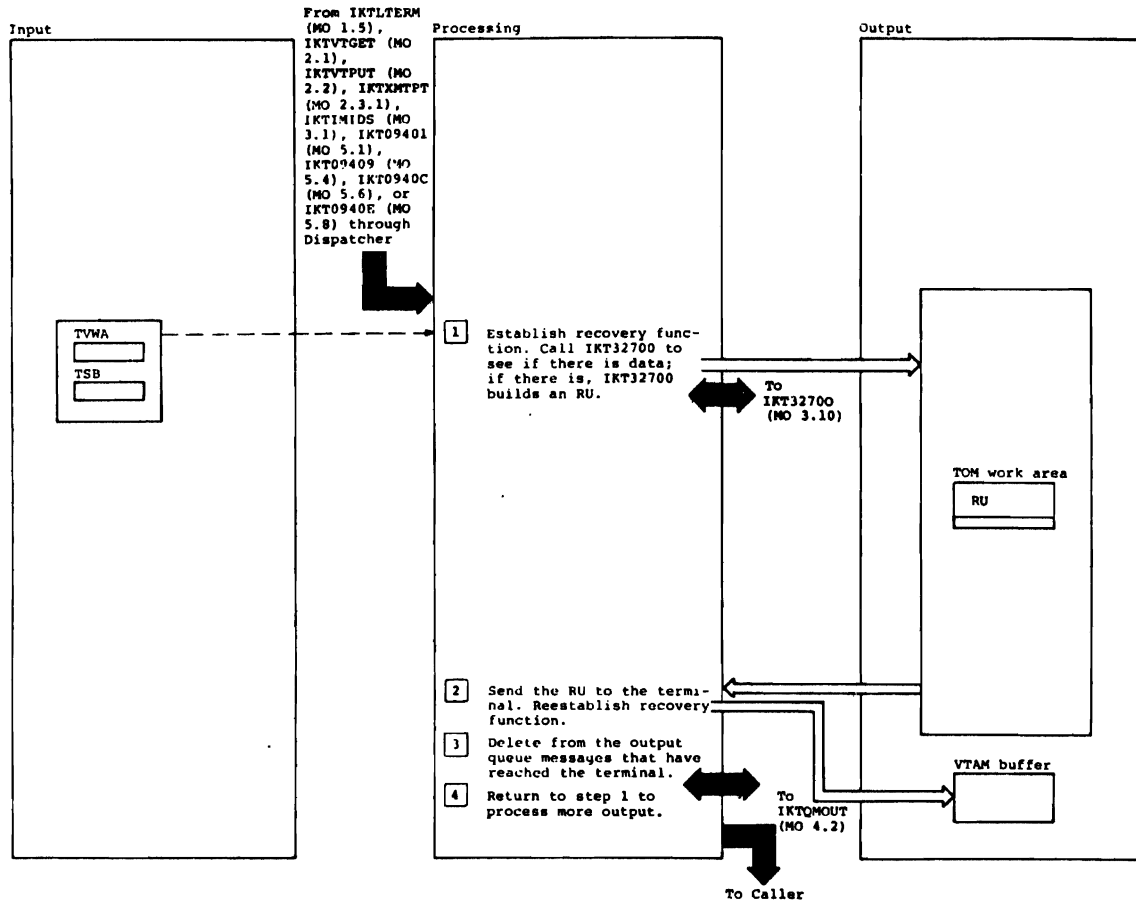 Input
From IKTLTERM
(MO 1.5),
IKTVTGET (MO
2.1),
IKTVTPUT (MO
2.2), IKTXMTPT
(MO 2.3.1),
IKTIMIDS (MO
3.1), IKT09401
(MO 5.1),
IKT09409 (MO
5.4), IKT0940C
(MO 5.6), or
IKT0940E (MO
5.8) through
Dispatcher
Processing
Output
TVWA
TSB
1 Establish recovery func-
tion. Call IKT32700 to
see if there is data;
if there is, IKT32700
builds an RU.
To
IKT32700
(MO 3.10)
TOM work area
RU
2 Send the RU to the termi-
nal. Reestablish recovery
function.
3 Delete from the output
queue messages that have
reached the terminal.
4 Return to step 1 to
process more output.
To
IKTQMOUT
(MO 4.2)
VTAM buffer
To Caller